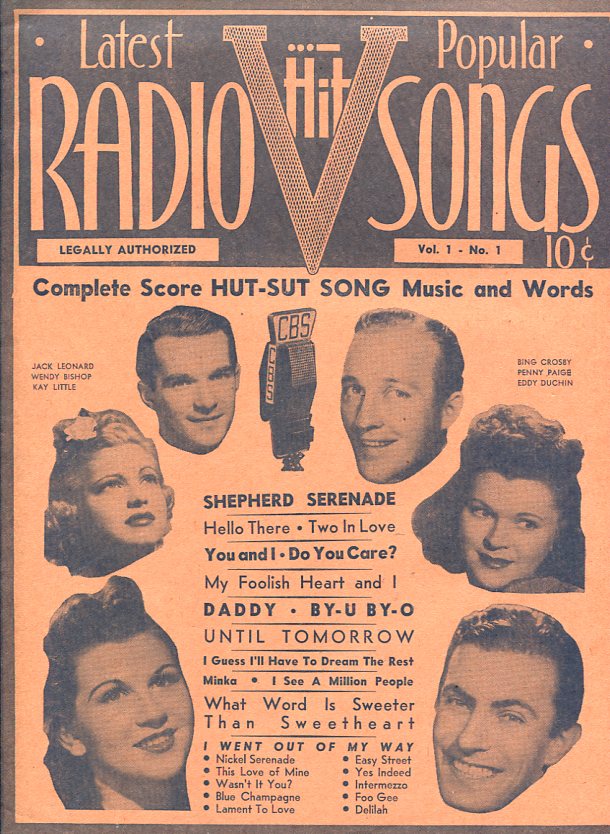 • Latest Popular •
Hit
RADIO V SONGS
LEGALLY AUTHORIZED
Vol. 1 - No. 1
10¢
Complete Score HUT-SUT SONG Music and Words
JACK LEONARD
WENDY BISHOP
KAY LITTLE
CBS
CBS
BING CROSBY
PENNY PAIGE
EDDY DUCHIN
SHEPHERD SERENADE
Hello There • Two In Love
You and I • Do You Care?
My Foolish Heart and I
DADDY • BY-U BY-O
UNTIL TOMORROW
I Guess I'll Have To Dream The Rest
Minka • I See A Million People
What Word Is Sweeter
Than Sweetheart
I WENT OUT OF MY WAY
• Nickel Serenade
• This Love of Mine
• Wasn't It You?
• Blue Champagne
• Lament To Love
• Easy Street
• Yes Indeed
• Intermezzo
• Foo Gee
• Delilah